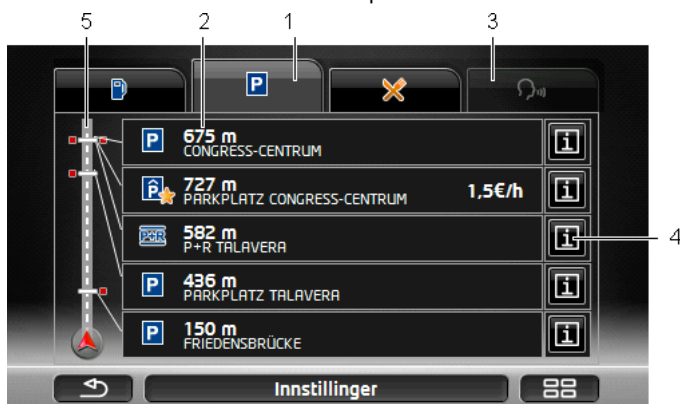 5 2 1 3
P
P 675 m
CONGRESS-CENTRUM
i
P 727 m
PARKPLATZ CONGRESS-CENTRUM
1,5€/h
i
P+R 582 m
P+R TALAVERA
i
4
P 436 m
PARKPLATZ TALAVERA
i
P 150 m
FRIEDENSBRÜCKE
i
Innstillinger